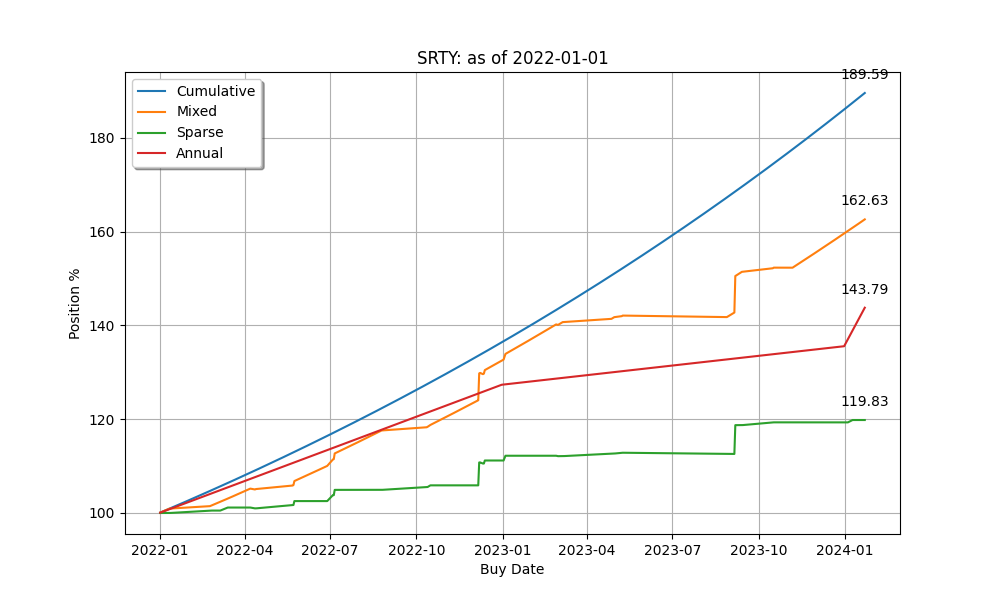 SRTY: as of 2022-01-01
189.59
Cumulative
Mixed
Sparse
Annual
180
162.63
160
143.79
140
119.83
120
100
Position %
2022-01 2022-04 2022-07 2022-10 2023-01 2023-04 2023-07 2023-10 2024-01
Buy Date